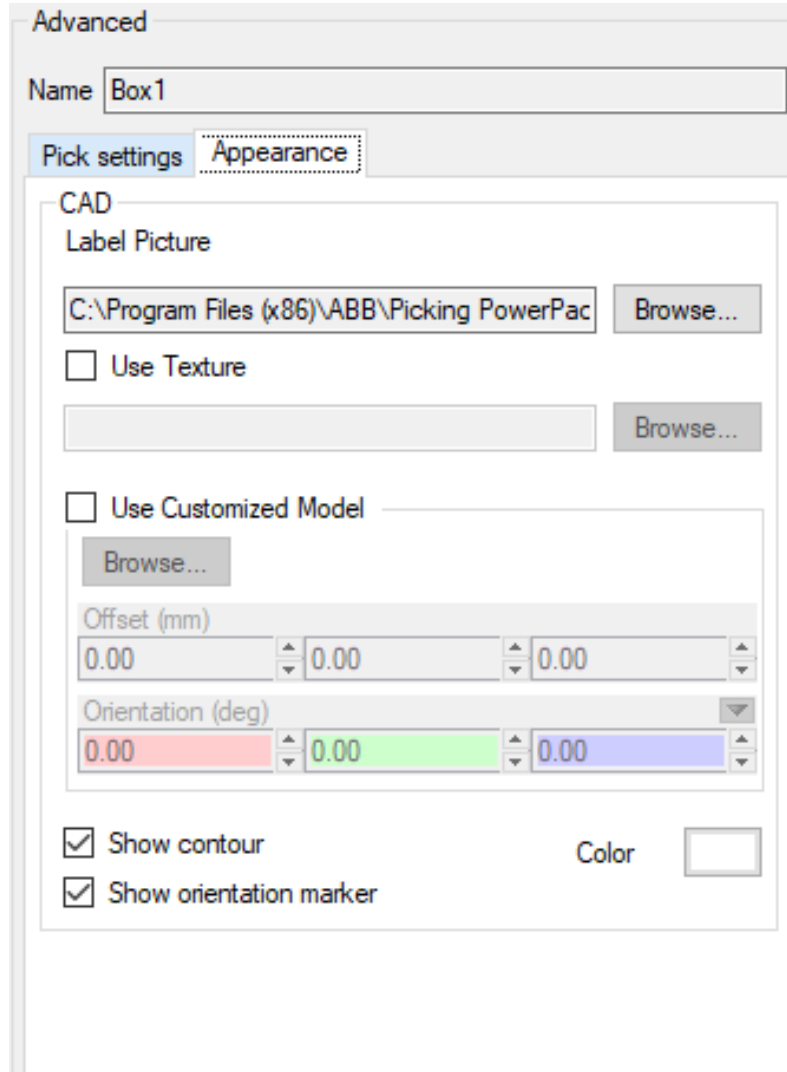 Advanced
Name Box1
Pick settings Appearance
CAD
Label Picture
C:\Program Files (x86)\ABB\Picking PowerPac Browse...
Use Texture
Browse...
Use Customized Model
Browse...
Offset (mm)
0.00 0.00 0.00
Orientation (deg)
0.00 0.00 0.00
Show contour Color
Show orientation marker